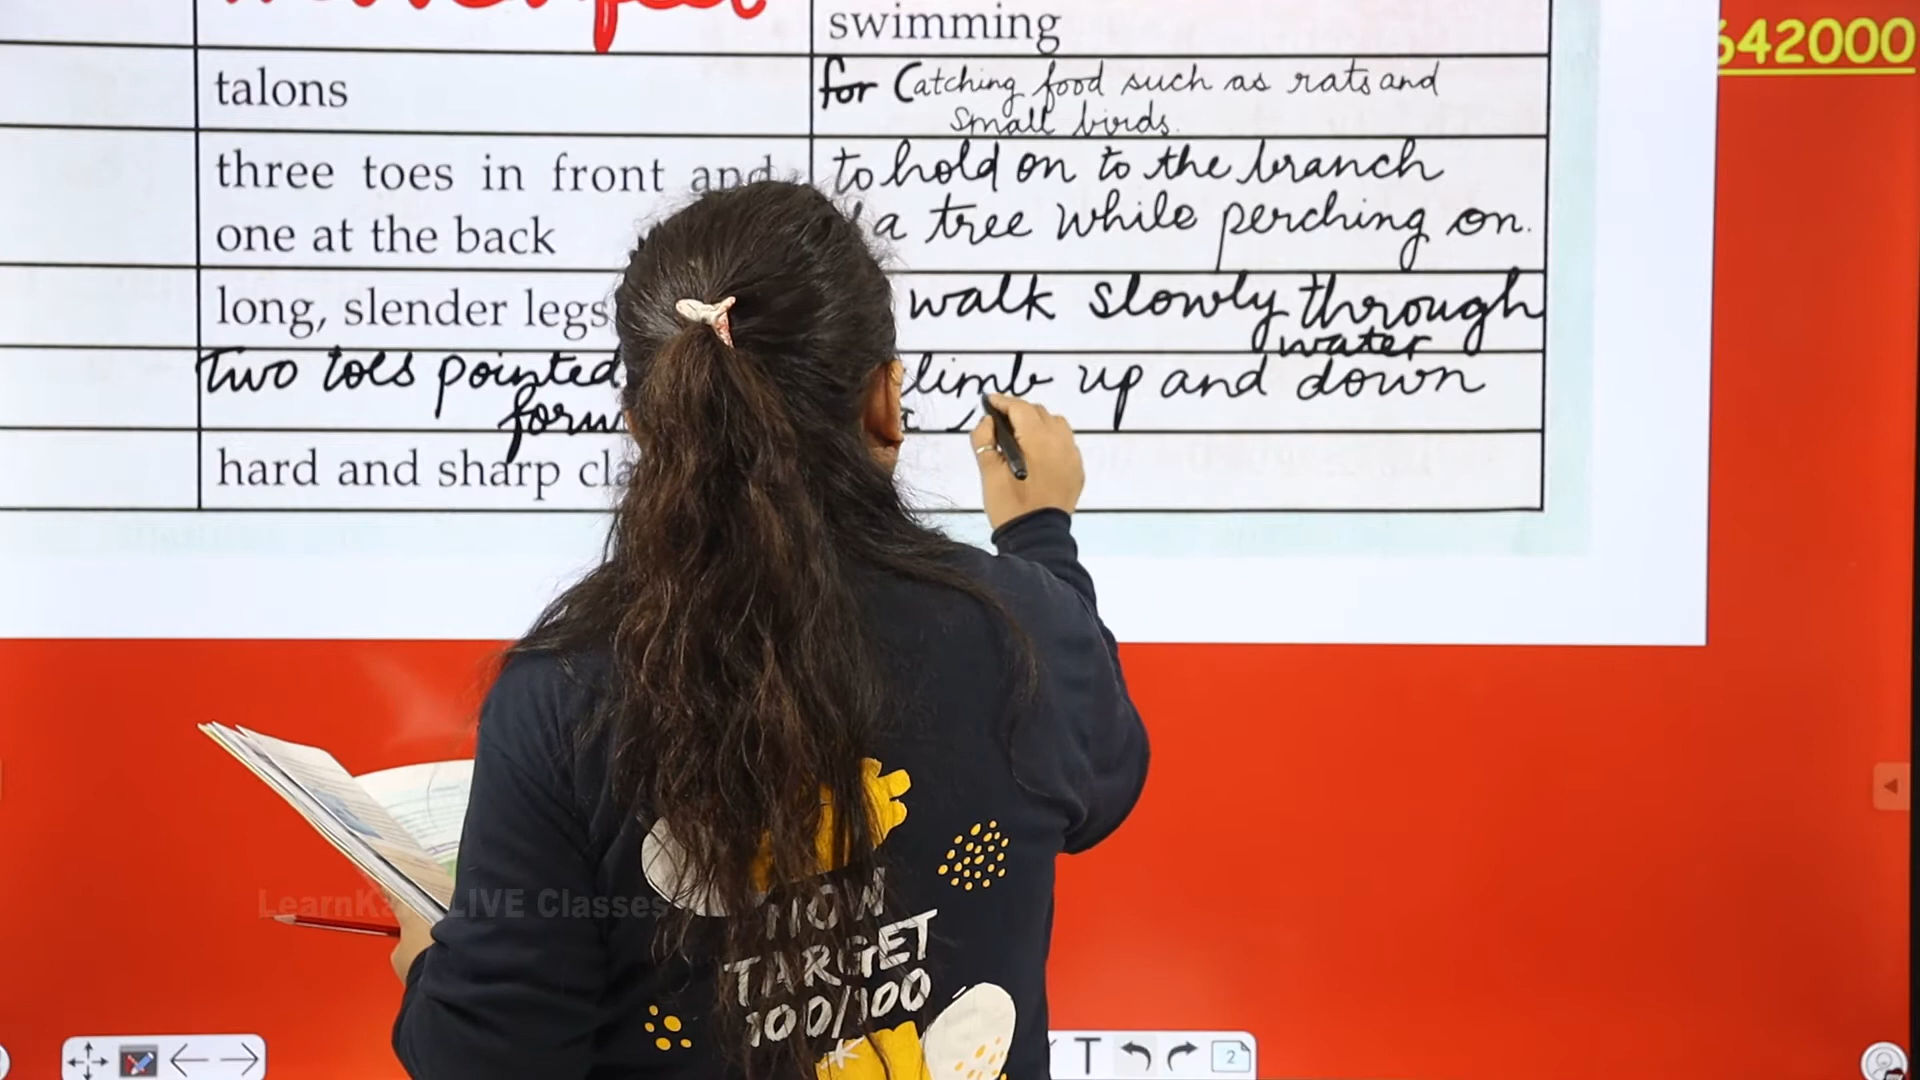 swimming
642000
talons
for Catching food such as rats and
small birds.
three toes in front and
one at the back
to hold on to the branch
a tree while perching on.
long, slender legs
walk slowly through
water
Two toes pointed
climb up and down
hard and sharp
LIVE Classes
NOW
TARGET
100/100
T
2